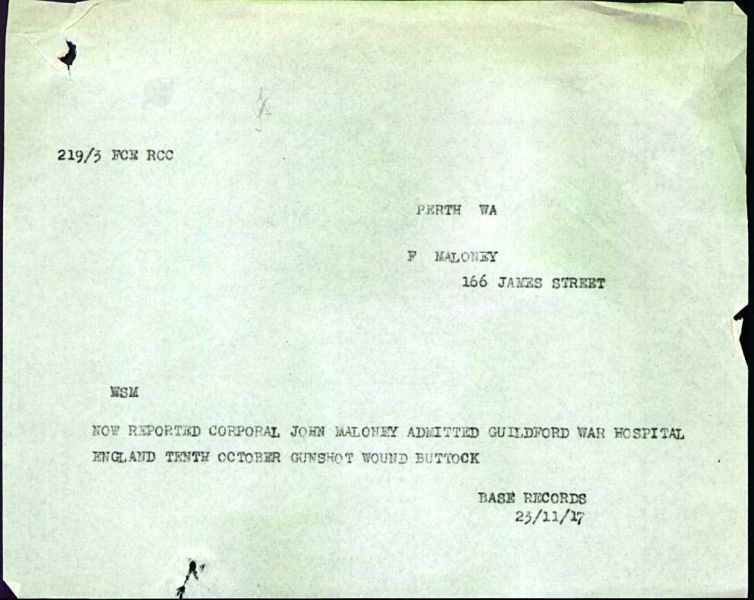 219/3 FCE RCC
PERTH WA
F MALONEY
166 JAMES STREET
WSM
NOW REPORTED CORPORAL JOHN MALONEY ADMITTED GUILDFORD WAR HOSPITAL
ENGLAND TENTH OCTOBER GUNSHOT WOUND BUTTOCK
BASE RECORDS
23/11/17